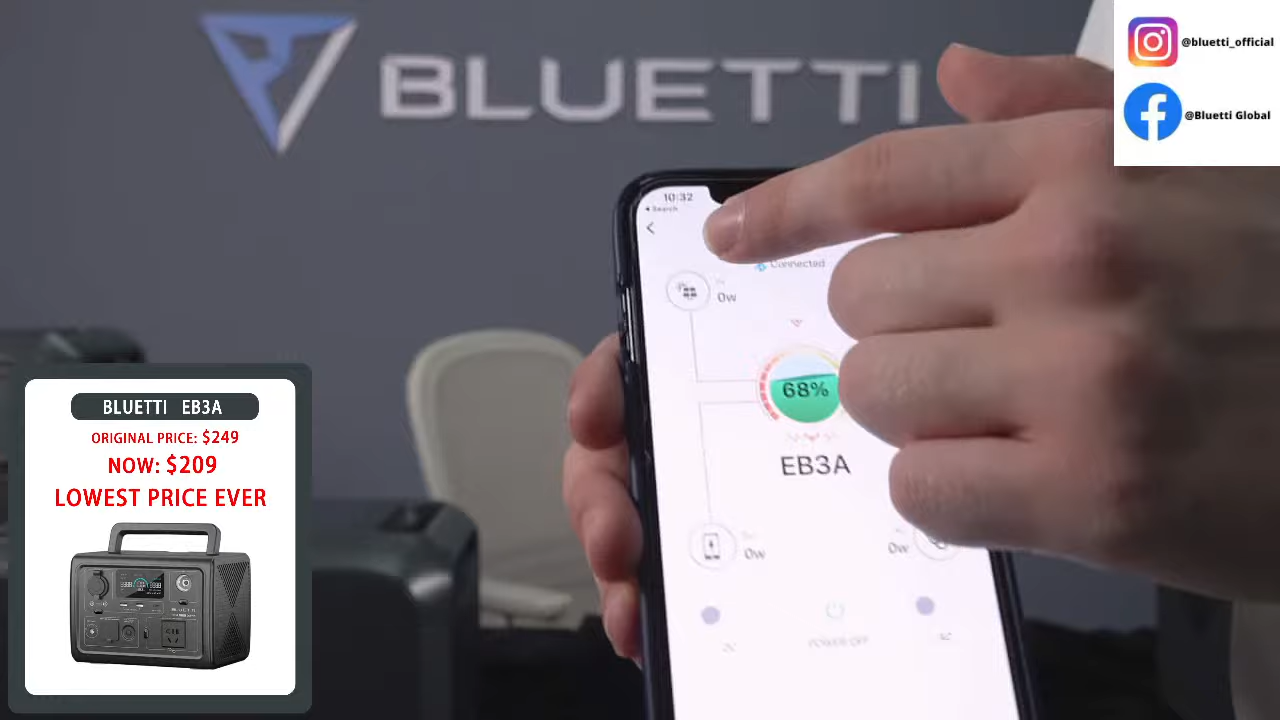 BLUETTI
@bluetti_official
@Bluetti Global
10:32
Search
Connected
0w
68%
EB3A
0w
0w
POWER OFF
BLUETTI EB3A
ORIGINAL PRICE: $249
NOW: $209
LOWEST PRICE EVER
BLUETTI